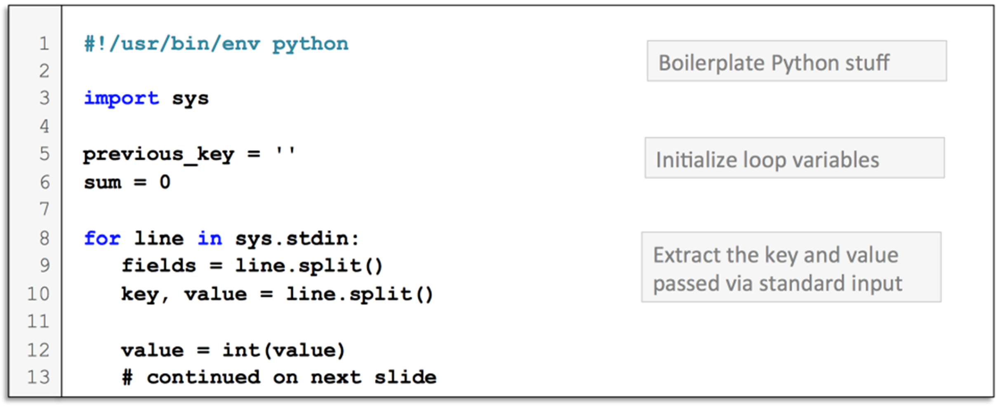 1 #!/usr/bin/env python
Boilerplate Python stuff
2
3 import sys
4
5 previous_key = ''
Initialize loop variables
6 sum = 0
7
8 for line in sys.stdin:
9    fields = line.split()
Extract the key and value
passed via standard input
10    key, value = line.split()
11
12    value = int(value)
13    # continued on next slide